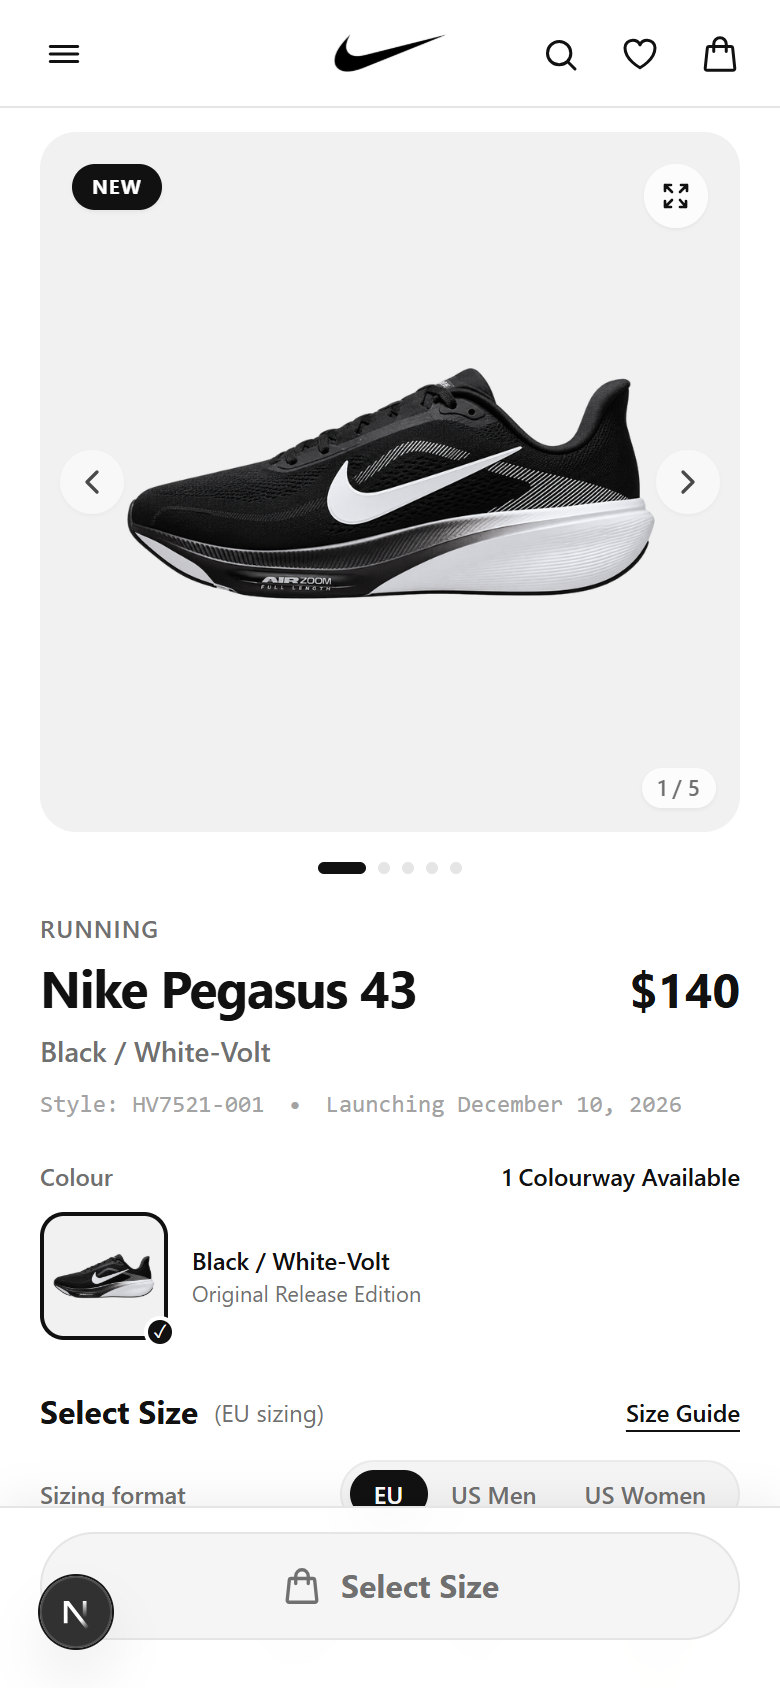 NEW
AIR ZOOM
FULL LENGTH
1 / 5
RUNNING
Nike Pegasus 43 $140
Black / White-Volt
Style: HV7521-001 • Launching December 10, 2026
Colour 1 Colourway Available
Black / White-Volt
Original Release Edition
Select Size (EU sizing) Size Guide
Sizing format EU US Men US Women
Select Size
N